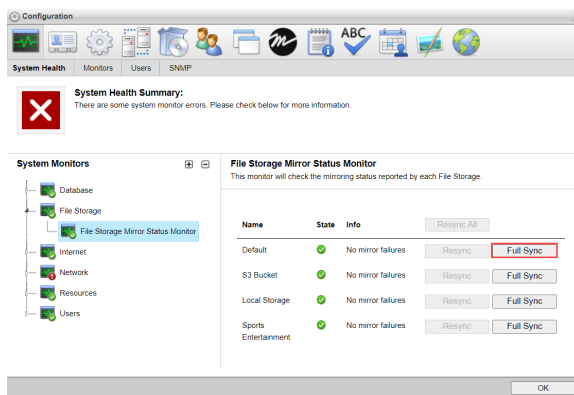 Configuration
ABC
System Health Monitors Users SNMP
System Health Summary:
There are some system monitor errors. Please check below for more information.
System Monitors
Database
File Storage
File Storage Mirror Status Monitor
Internet
Network
Resources
Users
File Storage Mirror Status Monitor
This monitor will check the mirroring status reported by each File Storage.
Name State Info Resync All
Default No mirror failures Resync Full Sync
S3 Bucket No mirror failures Resync Full Sync
Local Storage No mirror failures Resync Full Sync
Sports No mirror failures Resync Full Sync
Entertainment
OK